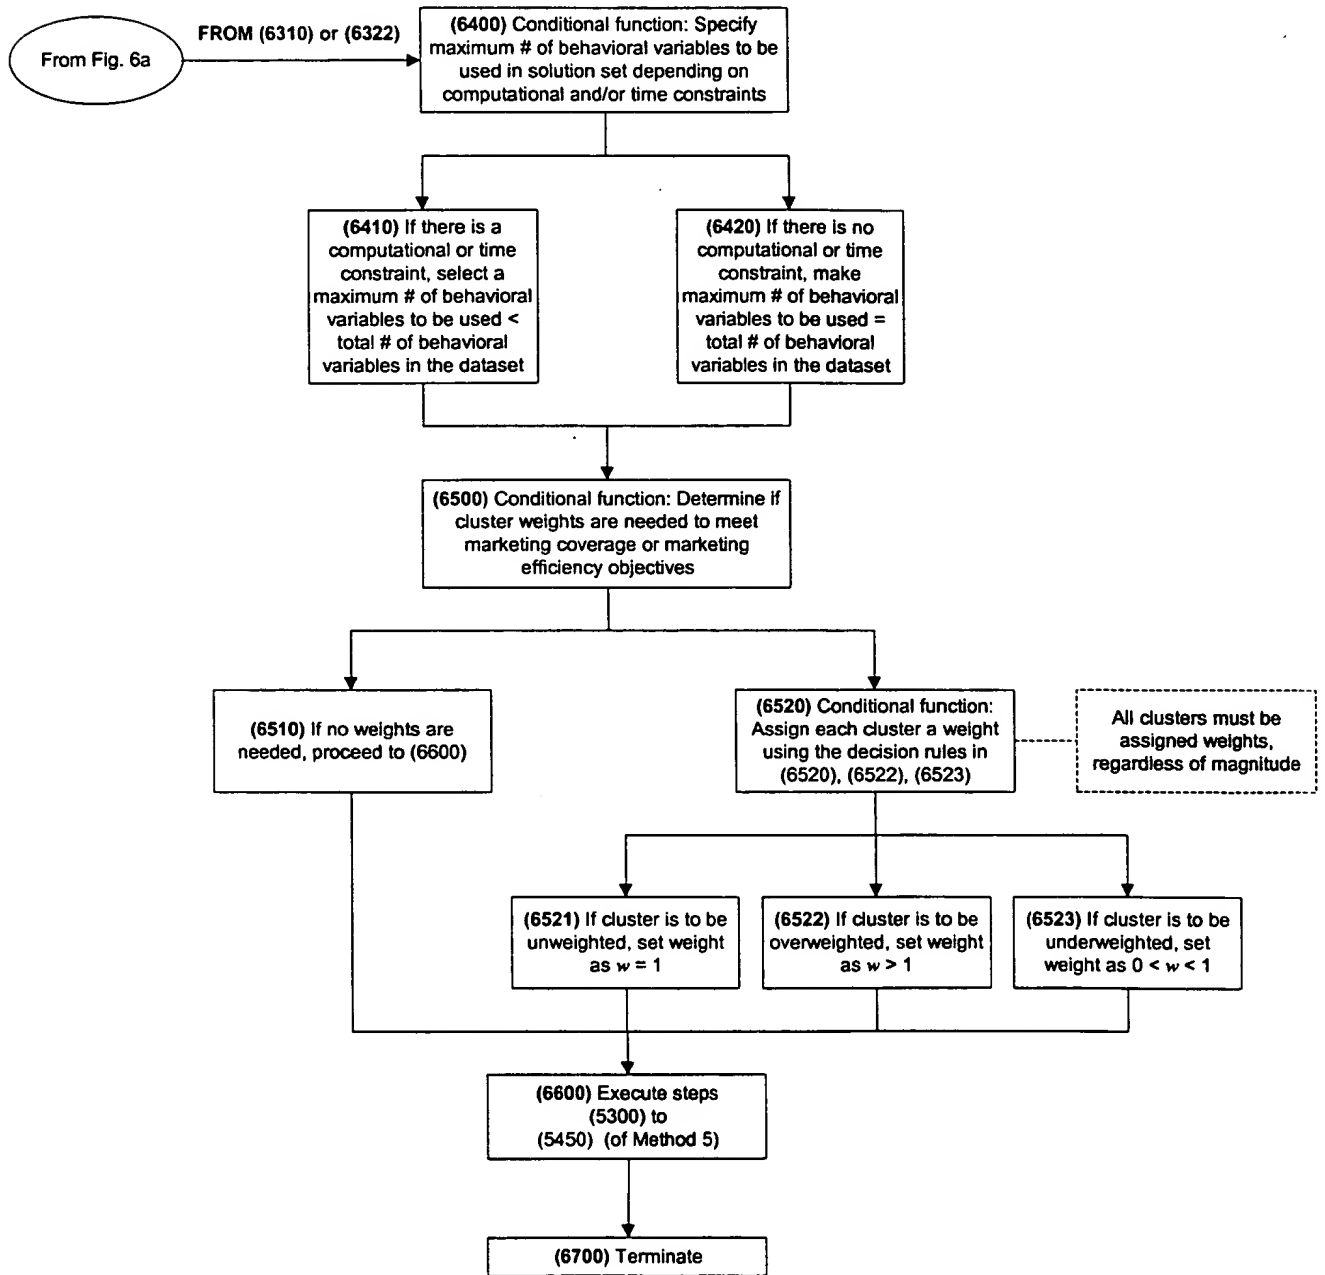 From Fig. 6a
FROM (6310) or (6322)
(6400) Conditional function: Specify
maximum # of behavioral variables to be
used in solution set depending on
computational and/or time constraints
(6410) If there is a
computational or time
constraint, select a
maximum # of behavioral
variables to be used <
total # of behavioral
variables in the dataset
(6420) If there is no
computational or time
constraint, make
maximum # of behavioral
variables to be used =
total # of behavioral
variables in the dataset
(6500) Conditional function: Determine if
cluster weights are needed to meet
marketing coverage or marketing
efficiency objectives
(6510) If no weights are
needed, proceed to (6600)
(6520) Conditional function:
Assign each cluster a weight
using the decision rules in
(6520), (6522), (6523)
All clusters must be
assigned weights,
regardless of magnitude
(6521) If cluster is to be
unweighted, set weight
as w = 1
(6522) If cluster is to be
overweighted, set weight
as w > 1
(6523) If cluster is to be
underweighted, set
weight as 0 < w < 1
(6600) Execute steps
(5300) to
(5450) (of Method 5)
(6700) Terminate